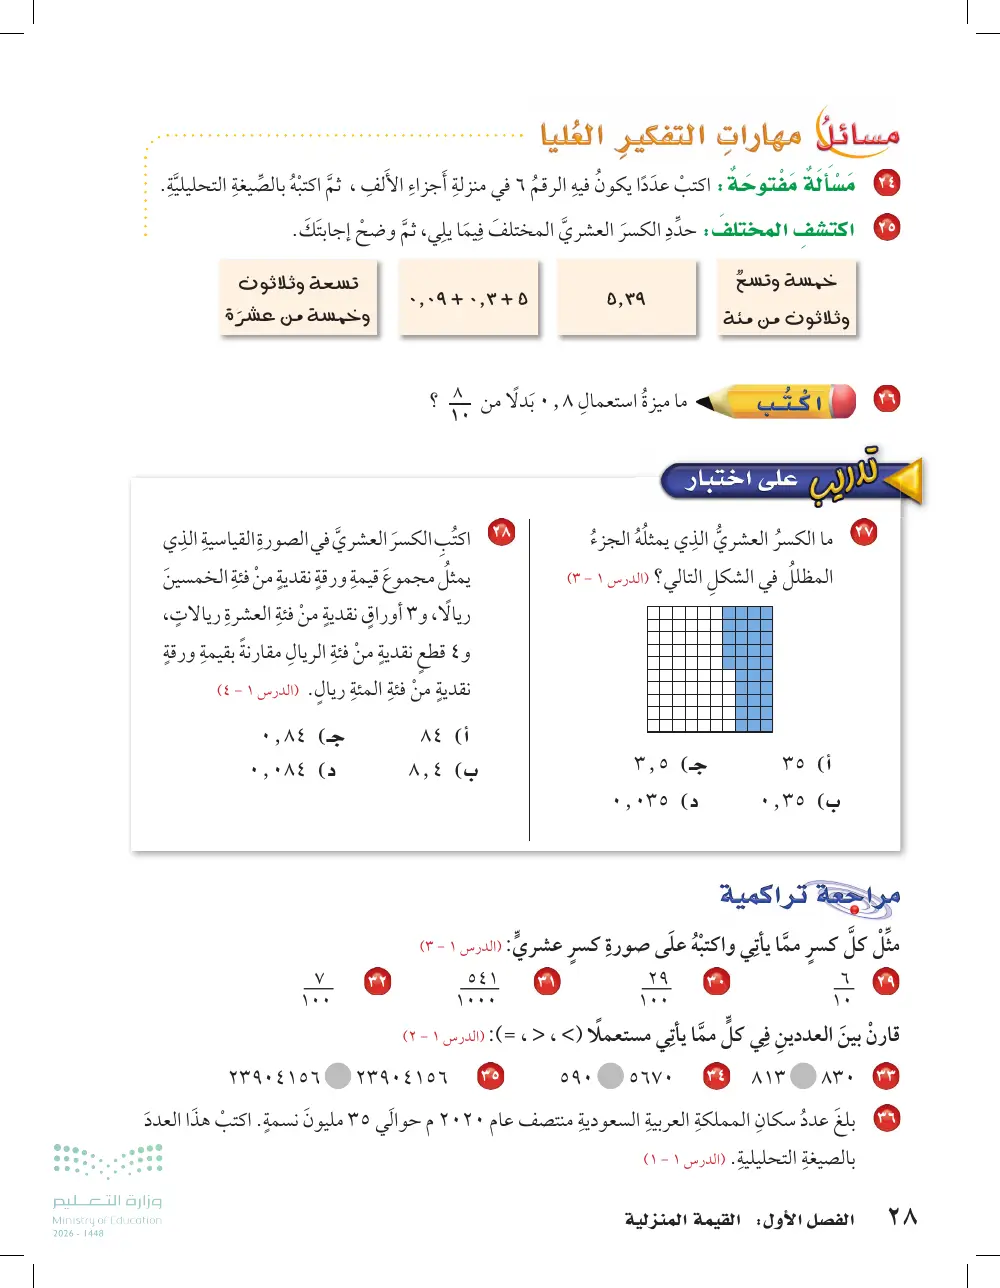 مسائلُ مهاراتِ التفكيرِ العُليا
٢٤ مَسْأَلَةٌ مَفْتوحَةٌ: اكتبْ عدَدًا يكونُ فيهِ الرقمُ ٦ في منزلةِ أَجزاءِ الأَلفِ، ثمَّ اكتبْهُ بالصِّيغةِ التحليليَّةِ.
٢٥ اكتشفِ المختلفَ: حدِّدِ الكسرَ العشريَّ المختلفَ فِيمَا يلِي، ثمَّ وضحْ إجابتَكَ.
خمسة وتسعٌ
وثلاثون من مئة
٥,٣٩
٥ + ٠,٣ + ٠,٠٩
تسعة وثلاثون
وخمسة من عشرَة
٢٦ اكْتُب ما ميزةُ استعمالِ ٠,٨ بَدلًا من ٨/١٠ ؟
تدريب على اختبار
٢٧ ما الكسرُ العشريُّ الذِي يمثلُهُ الجزءُ
المظللُ في الشكلِ التالي؟ (الدرس ١ - ٣)
أ) ٣٥ جـ) ٣,٥
ب) ٠,٣٥ د) ٠,٠٣٥
٢٨ اكتُبِ الكسرَ العشريَّ في الصورةِ القياسيةِ الذِي
يمثلُ مجموعَ قيمةِ ورقةٍ نقديةٍ منْ فئةِ الخمسينَ
ريالًا، و٣ أوراقٍ نقديةٍ منْ فئةِ العشرةِ ريالاتٍ،
و٤ قطعٍ نقديةٍ منْ فئةِ الريالِ مقارنةً بقيمةِ ورقةٍ
نقديةٍ منْ فئةِ المئةِ ريالٍ. (الدرس ١ - ٤)
أ) ٨٤ جـ) ٠,٨٤
ب) ٨,٤ د) ٠,٠٨٤
مراجعة تراكمية
مثِّلْ كلَّ كسرٍ ممَّا يأتِي واكتبْهُ علَى صورةِ كسرٍ عشريٍّ: (الدرس ١ - ٣)
٢٩ ٦/١٠ ٣٠ ٢٩/١٠٠ ٣١ ٥٤١/١٠٠٠ ٣٢ ٧/١٠٠
قارنْ بينَ العددينِ فِي كلٍّ ممَّا يأتِي مستعملًا (< ، > ، =): (الدرس ١ - ٢)
٣٣ ٨٣٠ ٨١٣ ٣٤ ٥٦٧٠ ٥٩٠ ٣٥ ٢٣٩٠٤١٥٦ ٢٣٩٠٤١٥٦
٣٦ بلغَ عددُ سكانِ المملكةِ العربيةِ السعوديةِ منتصف عام ٢٠٢٠ م حوالَي ٣٥ مليونَ نسمةٍ. اكتبْ هذَا العددَ
بالصيغةِ التحليليةِ. (الدرس ١ - ١)
وزارة التعليم
Ministry of Education
2026 - 1448
٢٨ الفصل الأول: القيمة المنزلية